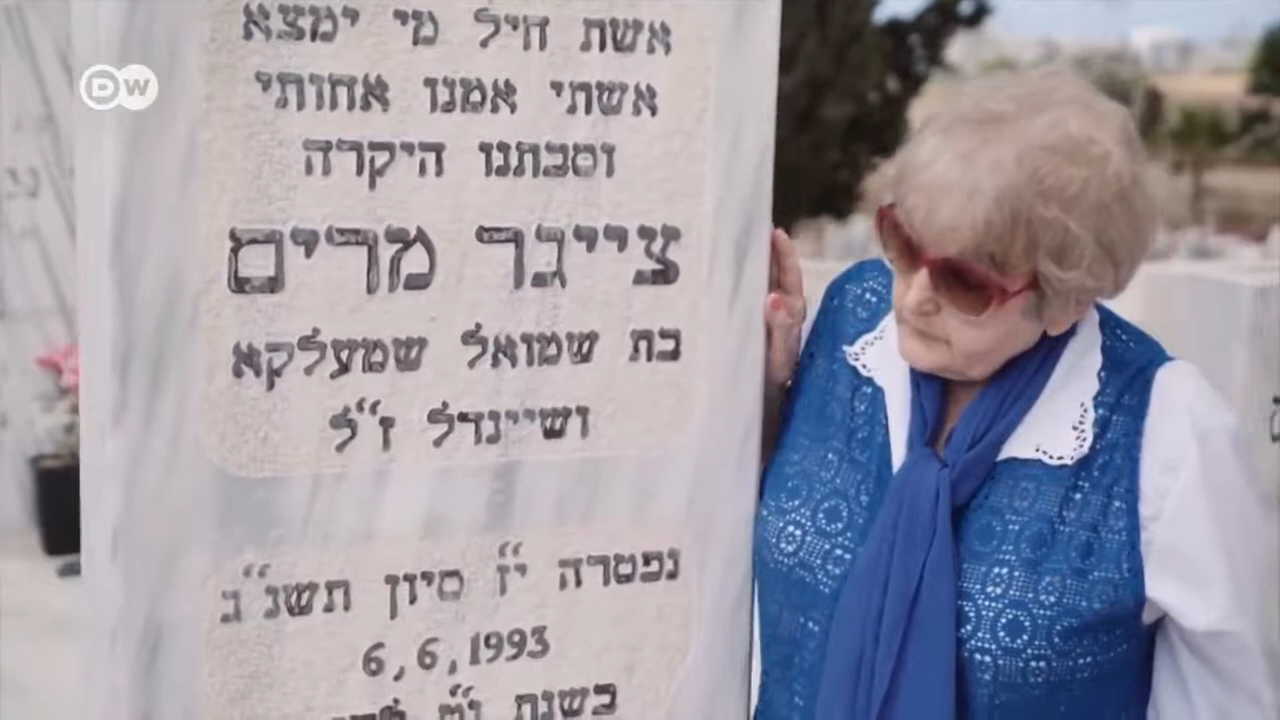 DW
אשת חיל מי ימצא
אשתי אמנו אחותי
וסבתנו היקרה
צייגר מרים
בת שמואל שמעלקא
ושיינדל ז"ל
נפטרה י"ז סיון תשנ"ג
6,6,1993
בשנת